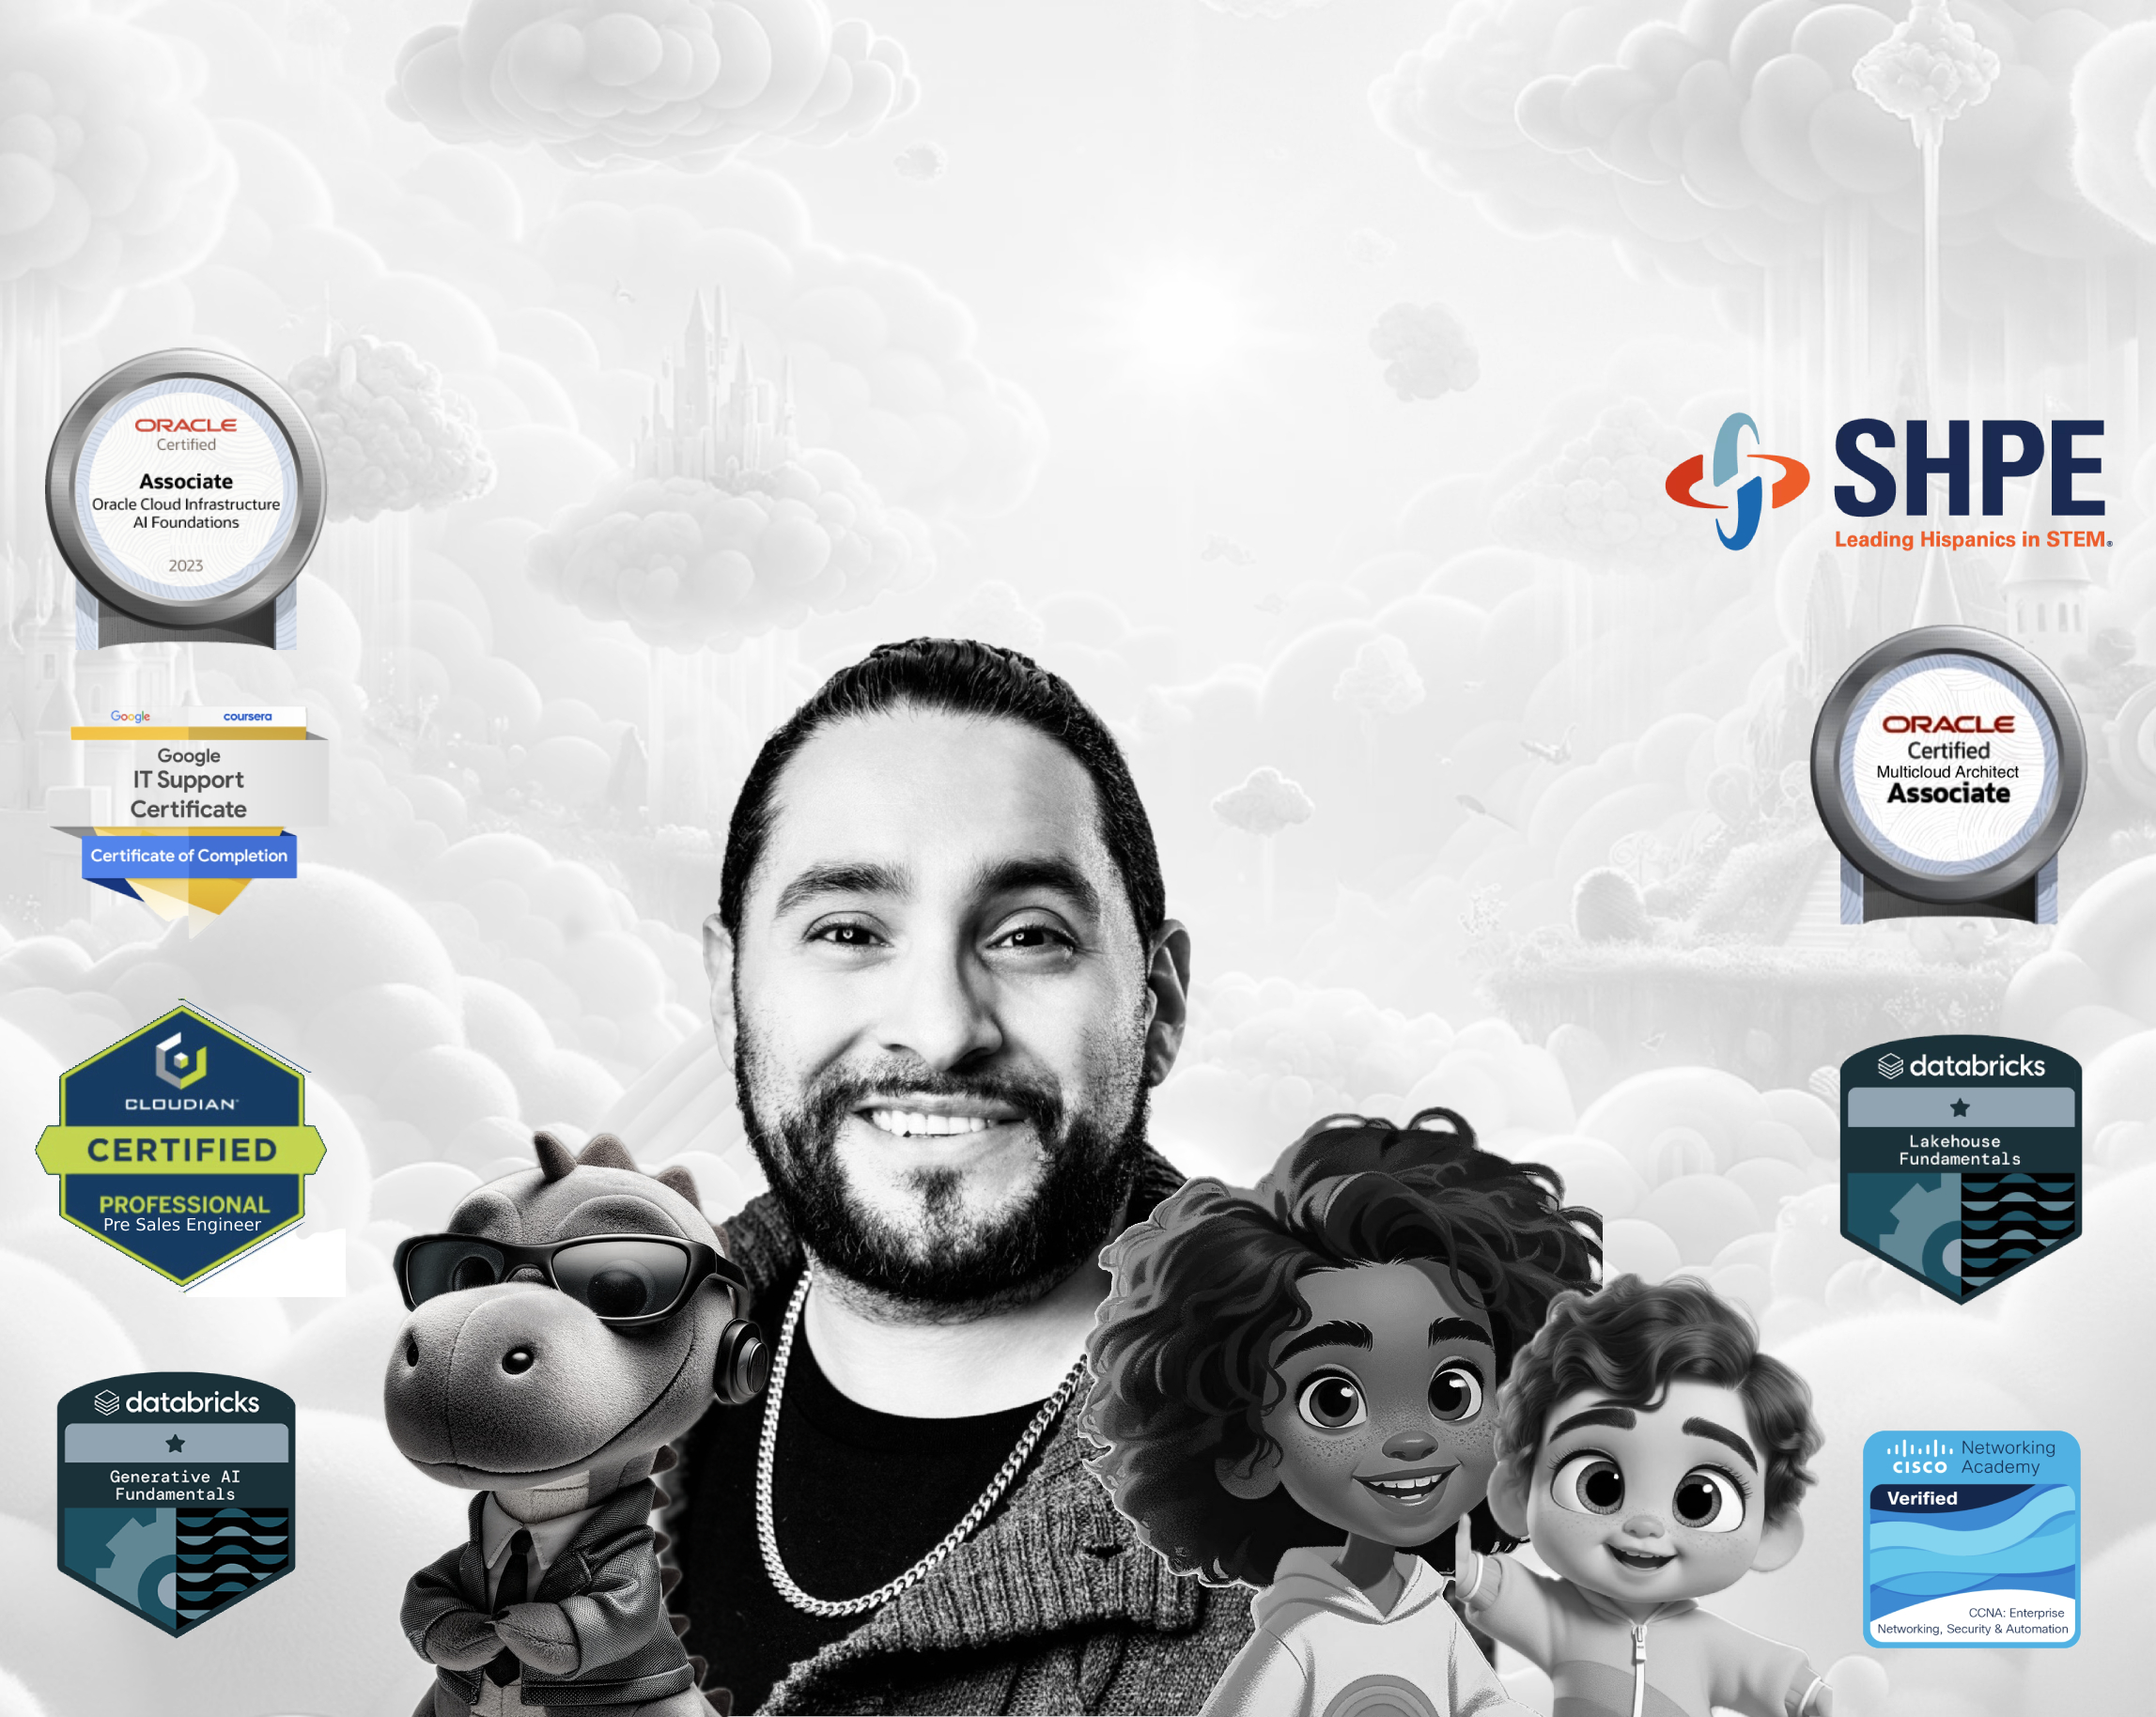 ORACLE
Certified
Associate
Oracle Cloud Infrastructure
AI Foundations
2023
Google
coursera
Google
IT Support
Certificate
Certificate of Completion
CLOUDIAN
CERTIFIED
PROFESSIONAL
Pre Sales Engineer
databricks
Generative AI
Fundamentals
SHPE
Leading Hispanics in STEM®
ORACLE
Certified
Multicloud Architect
Associate
databricks
Lakehouse
Fundamentals
CISCO
Networking
Academy
Verified
CCNA: Enterprise
Networking, Security & Automation